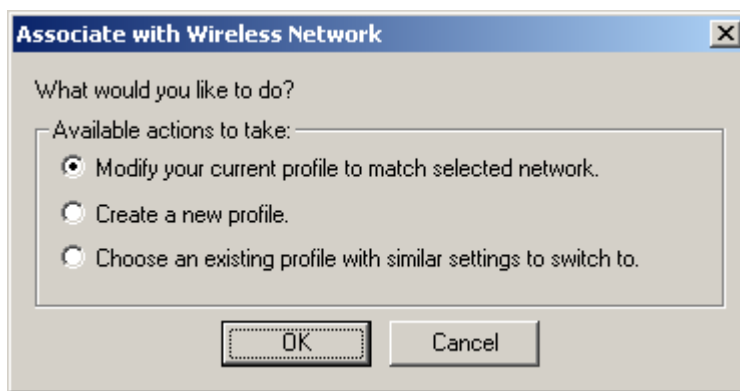 Associate with Wireless Network
What would you like to do?
Available actions to take:
Modify your current profile to match selected network.
Create a new profile.
Choose an existing profile with similar settings to switch to.
OK Cancel